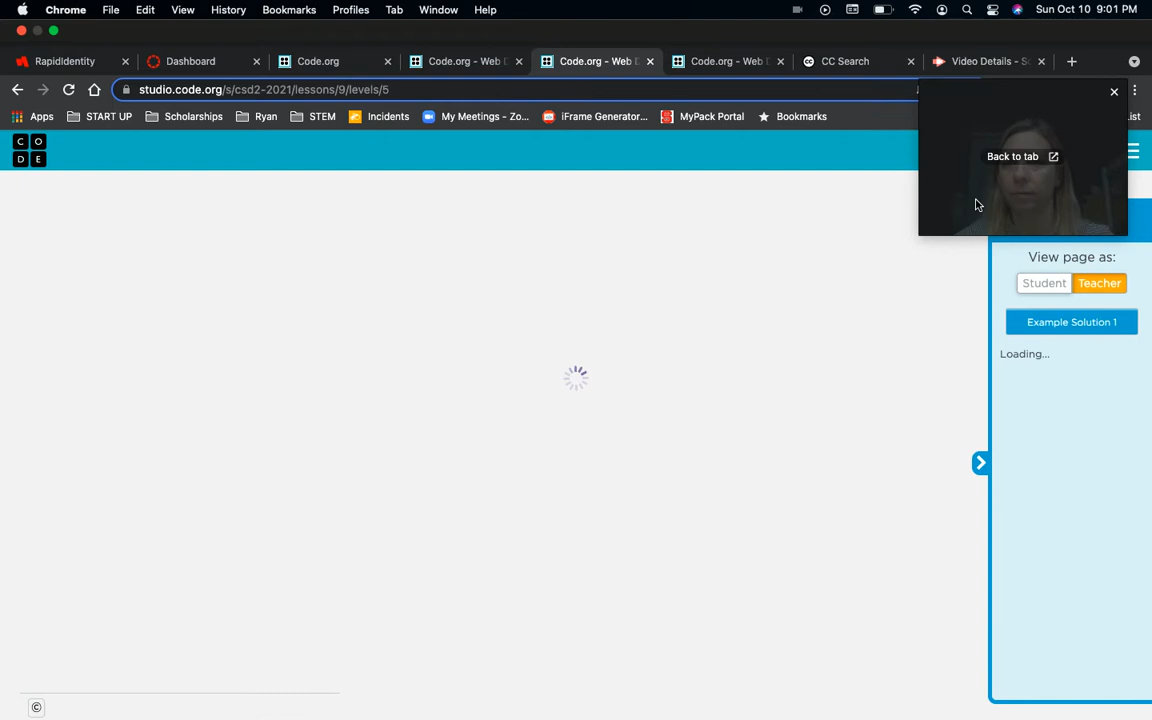 Chrome File Edit View History Bookmarks Profiles Tab Window Help Sun Oct 10 9:01 PM
RapidIdentity Dashboard Code.org Code.org - Web D Code.org - Web D Code.org - Web D CC Search Video Details - Sc
studio.code.org/s/csd2-2021/lessons/9/levels/5
Apps START UP Scholarships Ryan STEM Incidents My Meetings - Zo... iFrame Generator... MyPack Portal Bookmarks
C O
D E
Back to tab
View page as:
Student Teacher
Example Solution 1
Loading...
©